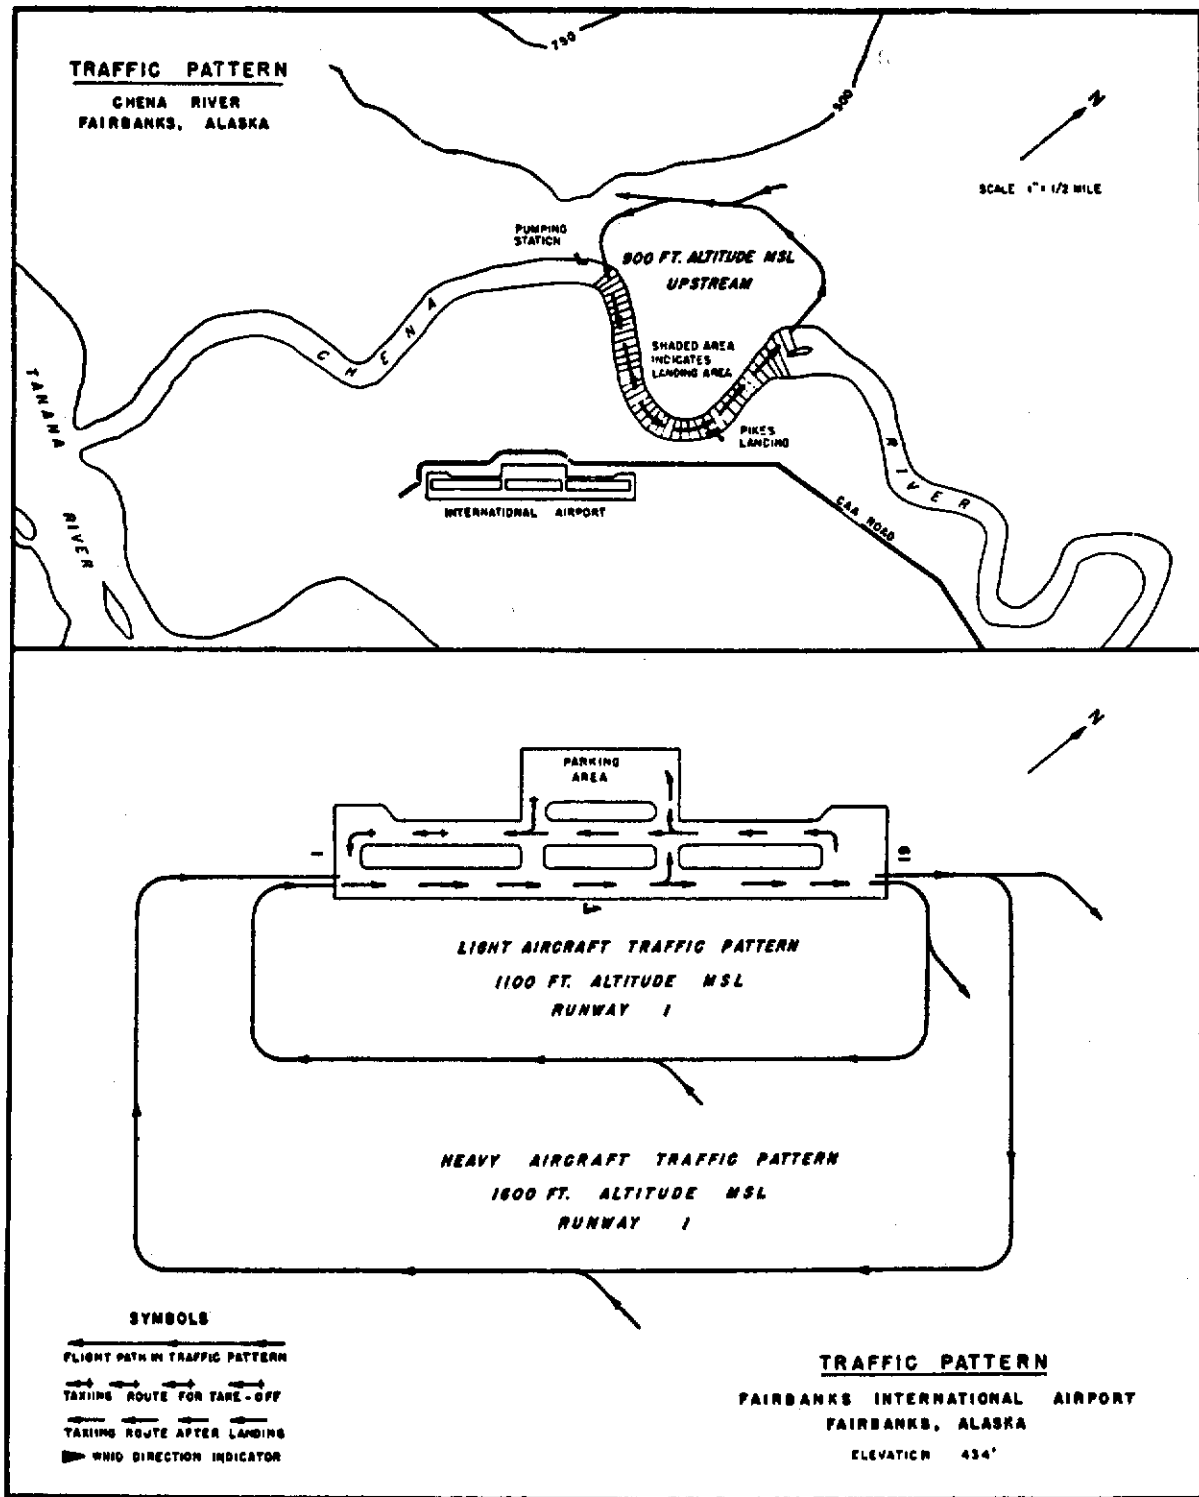 TRAFFIC PATTERN
CHENA RIVER
FAIRBANKS, ALASKA
750
500
N
SCALE 1" = 1/2 MILE
PUMPING
STATION
900 FT. ALTITUDE MSL
UPSTREAM
SHADED AREA
INDICATES
LANDING AREA
PIKES
LANDING
CHENA
RIVER
TANANA
RIVER
INTERNATIONAL AIRPORT
CAA ROAD
N
PARKING
AREA
1
19
LIGHT AIRCRAFT TRAFFIC PATTERN
1100 FT. ALTITUDE MSL
RUNWAY 1
HEAVY AIRCRAFT TRAFFIC PATTERN
1600 FT. ALTITUDE MSL
RUNWAY 1
SYMBOLS
FLIGHT PATH IN TRAFFIC PATTERN
TAXIING ROUTE FOR TAKE-OFF
TAXIING ROUTE AFTER LANDING
WIND DIRECTION INDICATOR
TRAFFIC PATTERN
FAIRBANKS INTERNATIONAL AIRPORT
FAIRBANKS, ALASKA
ELEVATION 434'